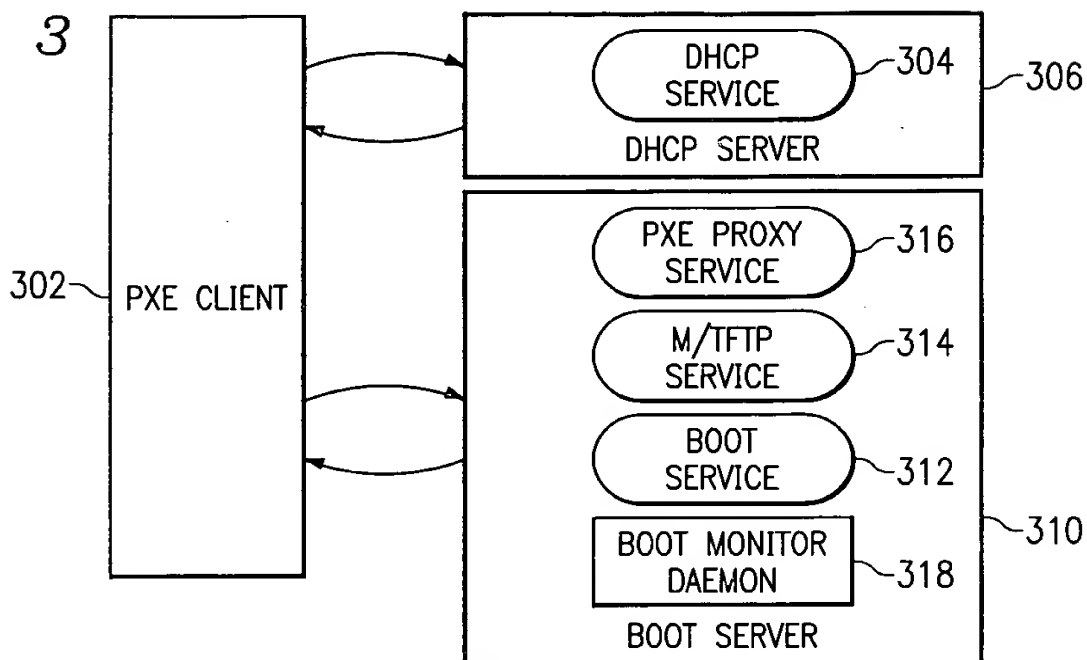 3
302
PXE CLIENT
DHCP
SERVICE
304
306
DHCP SERVER
PXE PROXY
SERVICE
316
M/TFTP
SERVICE
314
BOOT
SERVICE
312
310
BOOT MONITOR
DAEMON
318
BOOT SERVER